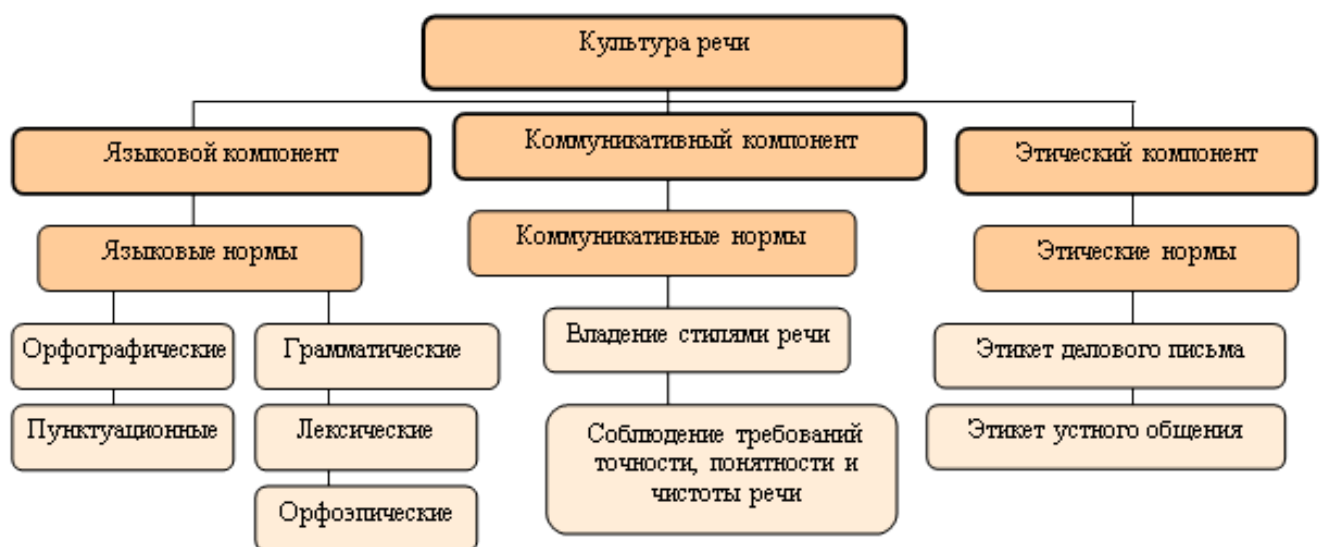 Культура речи
Языковой компонент
Коммуникативный компонент
Этический компонент
Языковые нормы
Коммуникативные нормы
Этические нормы
Орфографические
Грамматические
Владение стилями речи
Этикет делового письма
Пунктуационные
Лексические
Соблюдение требований
точности, понятности и
чистоты речи
Этикет устного общения
Орфоэпические